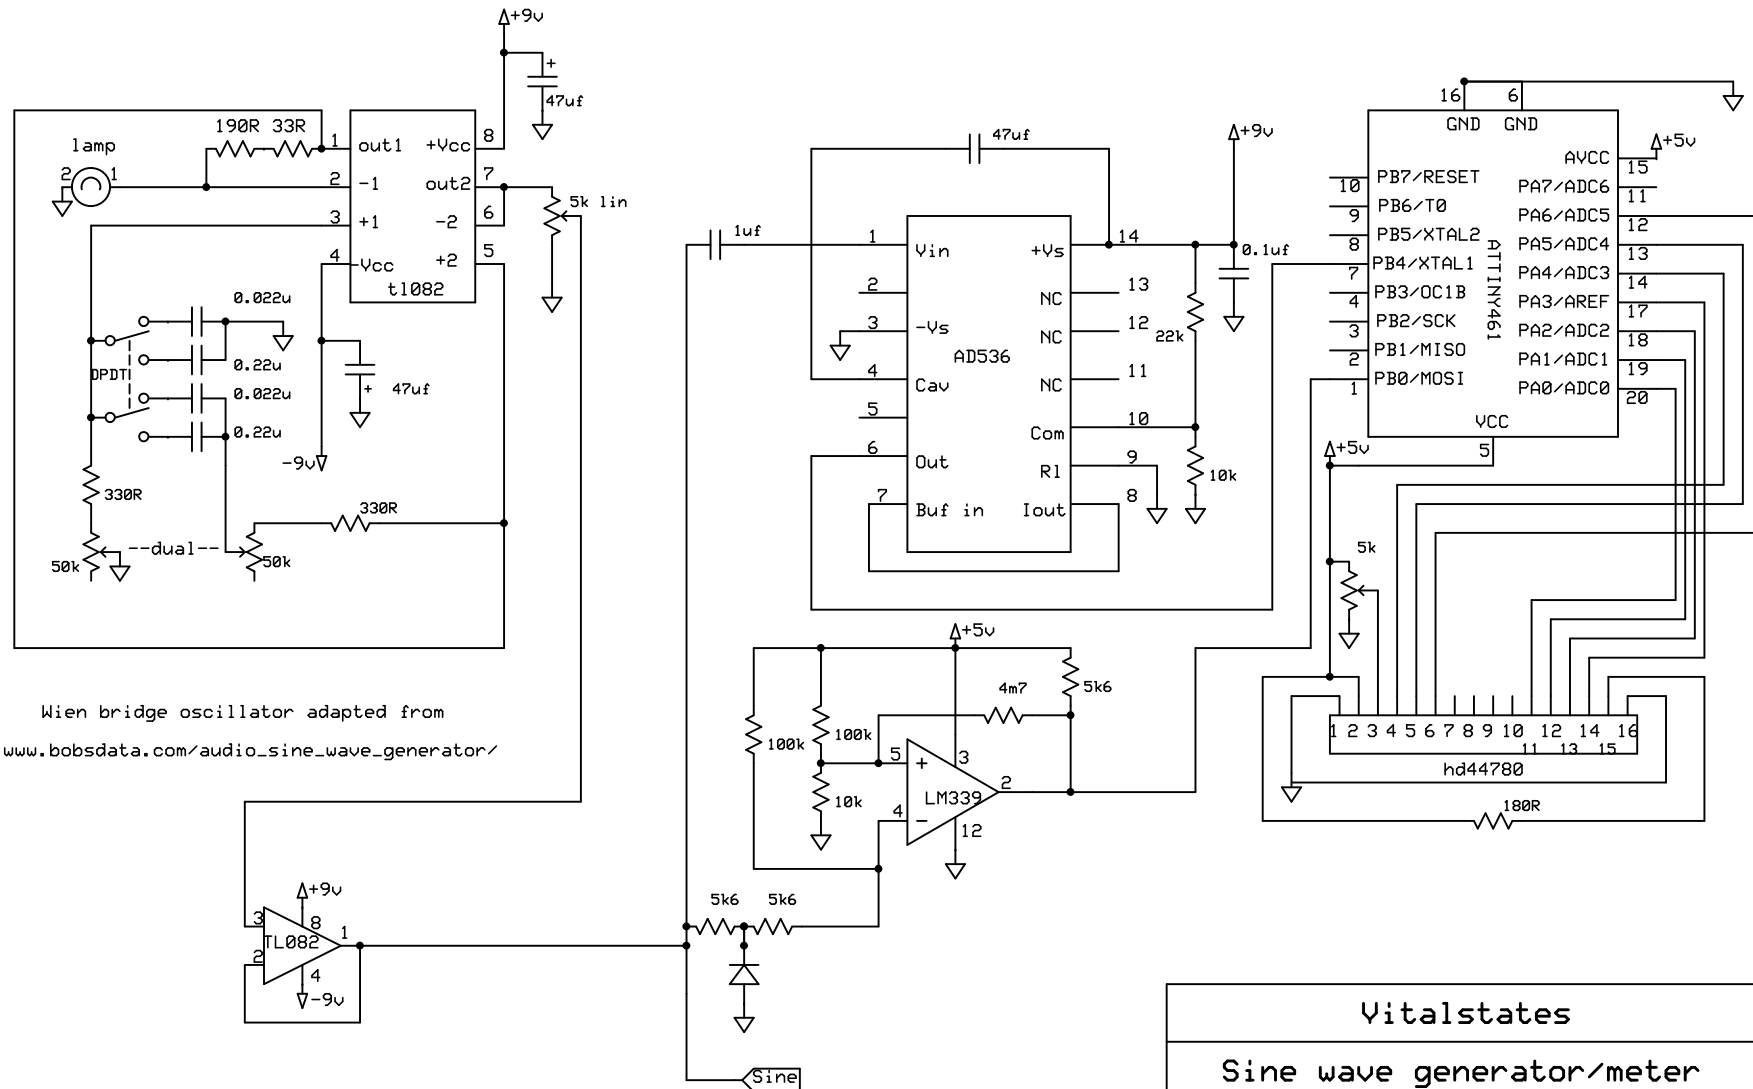 +9v
+
47uf
190R 33R
lamp
2 1
1 out1
2 -1
3 +1
4 -Vcc
+Vcc 8
out2 7
-2 6
+2 5
tl082
5k lin
0.022u
0.22u
0.022u
0.22u
DPDT
+ 47uf
-9v
330R
330R
50k
--dual--
50k
Wien bridge oscillator adapted from
www.bobsdata.com/audio_sine_wave_generator/
+9v
3 8
TL082 1
2 4
-9v
1uf
47uf
+9v
0.1uf
1 Vin
2
3 -Vs
4 Cav
5
6 Out
7 Buf in
+Vs 14
NC 13
NC 12
NC 11
Com 10
Rl 9
Iout 8
AD536
22k
10k
+5v
5k6
4m7
100k 100k
10k
5 + 3
LM339 2
4 - 12
5k6 5k6
Sine
16 6
GND GND
+5v
AVCC 15
10 PB7/RESET
9 PB6/T0
8 PB5/XTAL2
7 PB4/XTAL1
4 PB3/OC1B
3 PB2/SCK
2 PB1/MISO
1 PB0/MOSI
ATTINY461
PA7/ADC6 11
PA6/ADC5 12
PA5/ADC4 13
PA4/ADC3 14
PA3/AREF 17
PA2/ADC2 18
PA1/ADC1 19
PA0/ADC0 20
VCC
5
+5v
5k
1 2 3 4 5 6 7 8 9 10 11 12 13 14 15 16
hd44780
180R
Vitalstates
Sine wave generator/meter